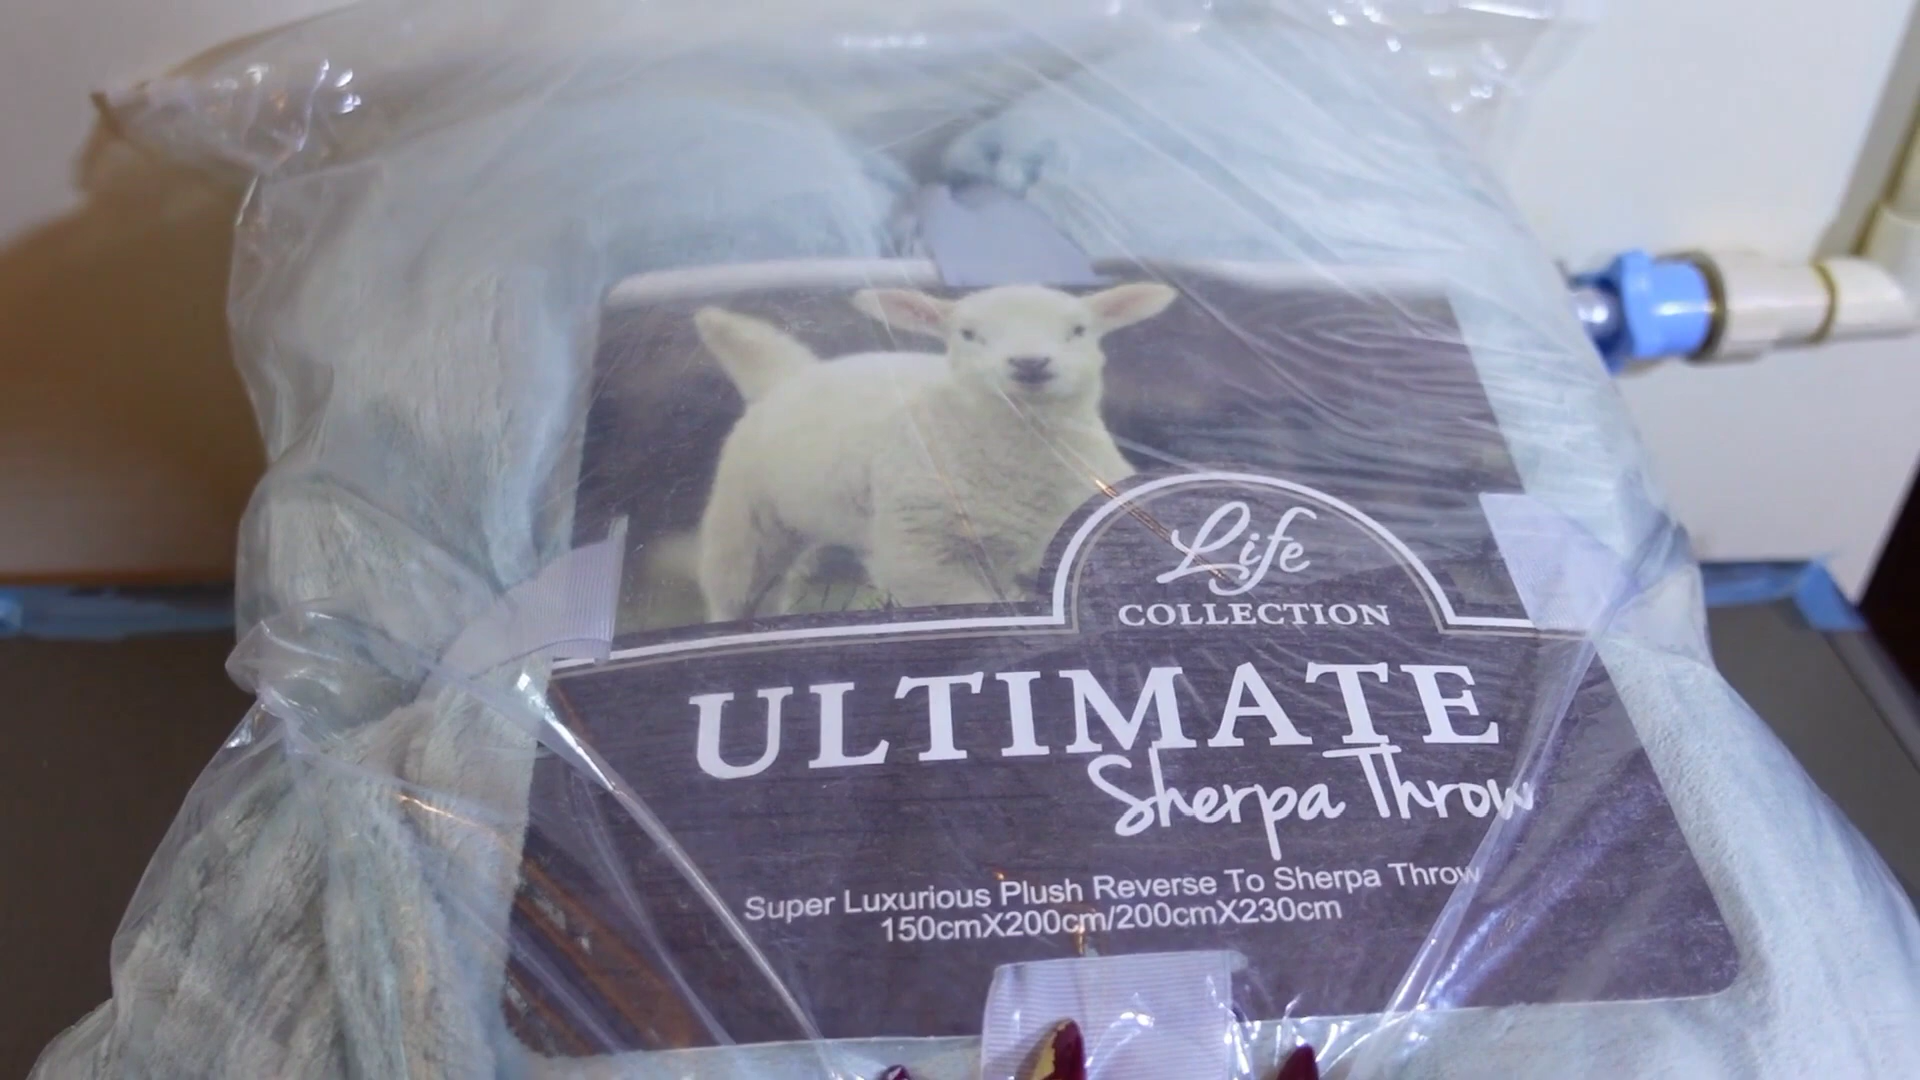 Life
COLLECTION
ULTIMATE
Sherpa Throw
Super Luxurious Plush Reverse To Sherpa Throw
150cmX200cm/200cmX230cm